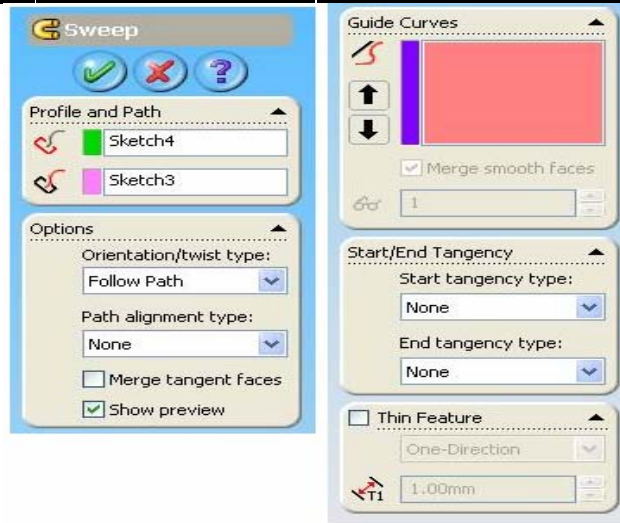 Sweep
Profile and Path
Sketch4
Sketch3
Options
Orientation/twist type:
Follow Path
Path alignment type:
None
Merge tangent faces
Show preview
Guide Curves
Merge smooth faces
1
Start/End Tangency
Start tangency type:
None
End tangency type:
None
Thin Feature
One-Direction
T1
1.00mm